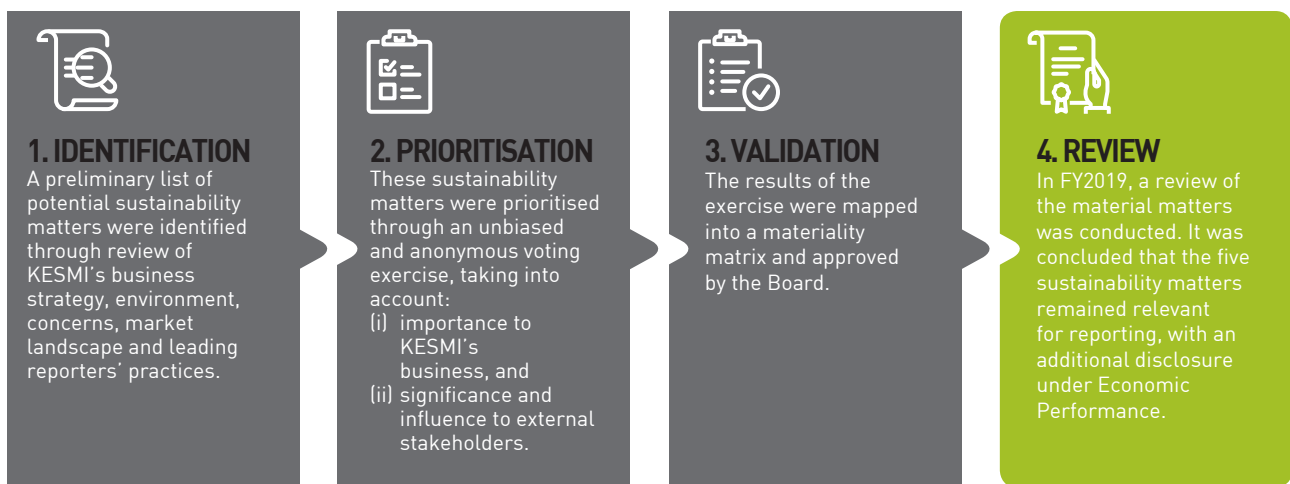 1. IDENTIFICATION
A preliminary list of
potential sustainability
matters were identified
through review of
KESMI's business
strategy, environment,
concerns, market
landscape and leading
reporters' practices.
2. PRIORITISATION
These sustainability
matters were prioritised
through an unbiased
and anonymous voting
exercise, taking into
account:
(i) importance to
KESMI's
business, and
(ii) significance and
influence to external
stakeholders.
3. VALIDATION
The results of the
exercise were mapped
into a materiality
matrix and approved
by the Board.
4. REVIEW
In FY2019, a review of
the material matters
was conducted. It was
concluded that the five
sustainability matters
remained relevant
for reporting, with an
additional disclosure
under Economic
Performance.